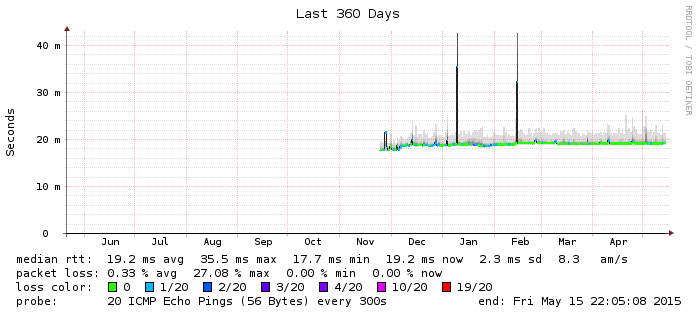 Last 360 Days
RRDTOOL / TOBI OETIKER
Seconds
40 m
30 m
20 m
10 m
0
Jun Jul Aug Sep Oct Nov Dec Jan Feb Mar Apr
median rtt: 19.2 ms avg 35.5 ms max 17.7 ms min 19.2 ms now 2.3 ms sd 8.3 am/s
packet loss: 0.33 % avg 27.08 % max 0.00 % min 0.00 % now
loss color: 0 1/20 2/20 3/20 4/20 10/20 19/20
probe: 20 ICMP Echo Pings (56 Bytes) every 300s end: Fri May 15 22:05:08 2015